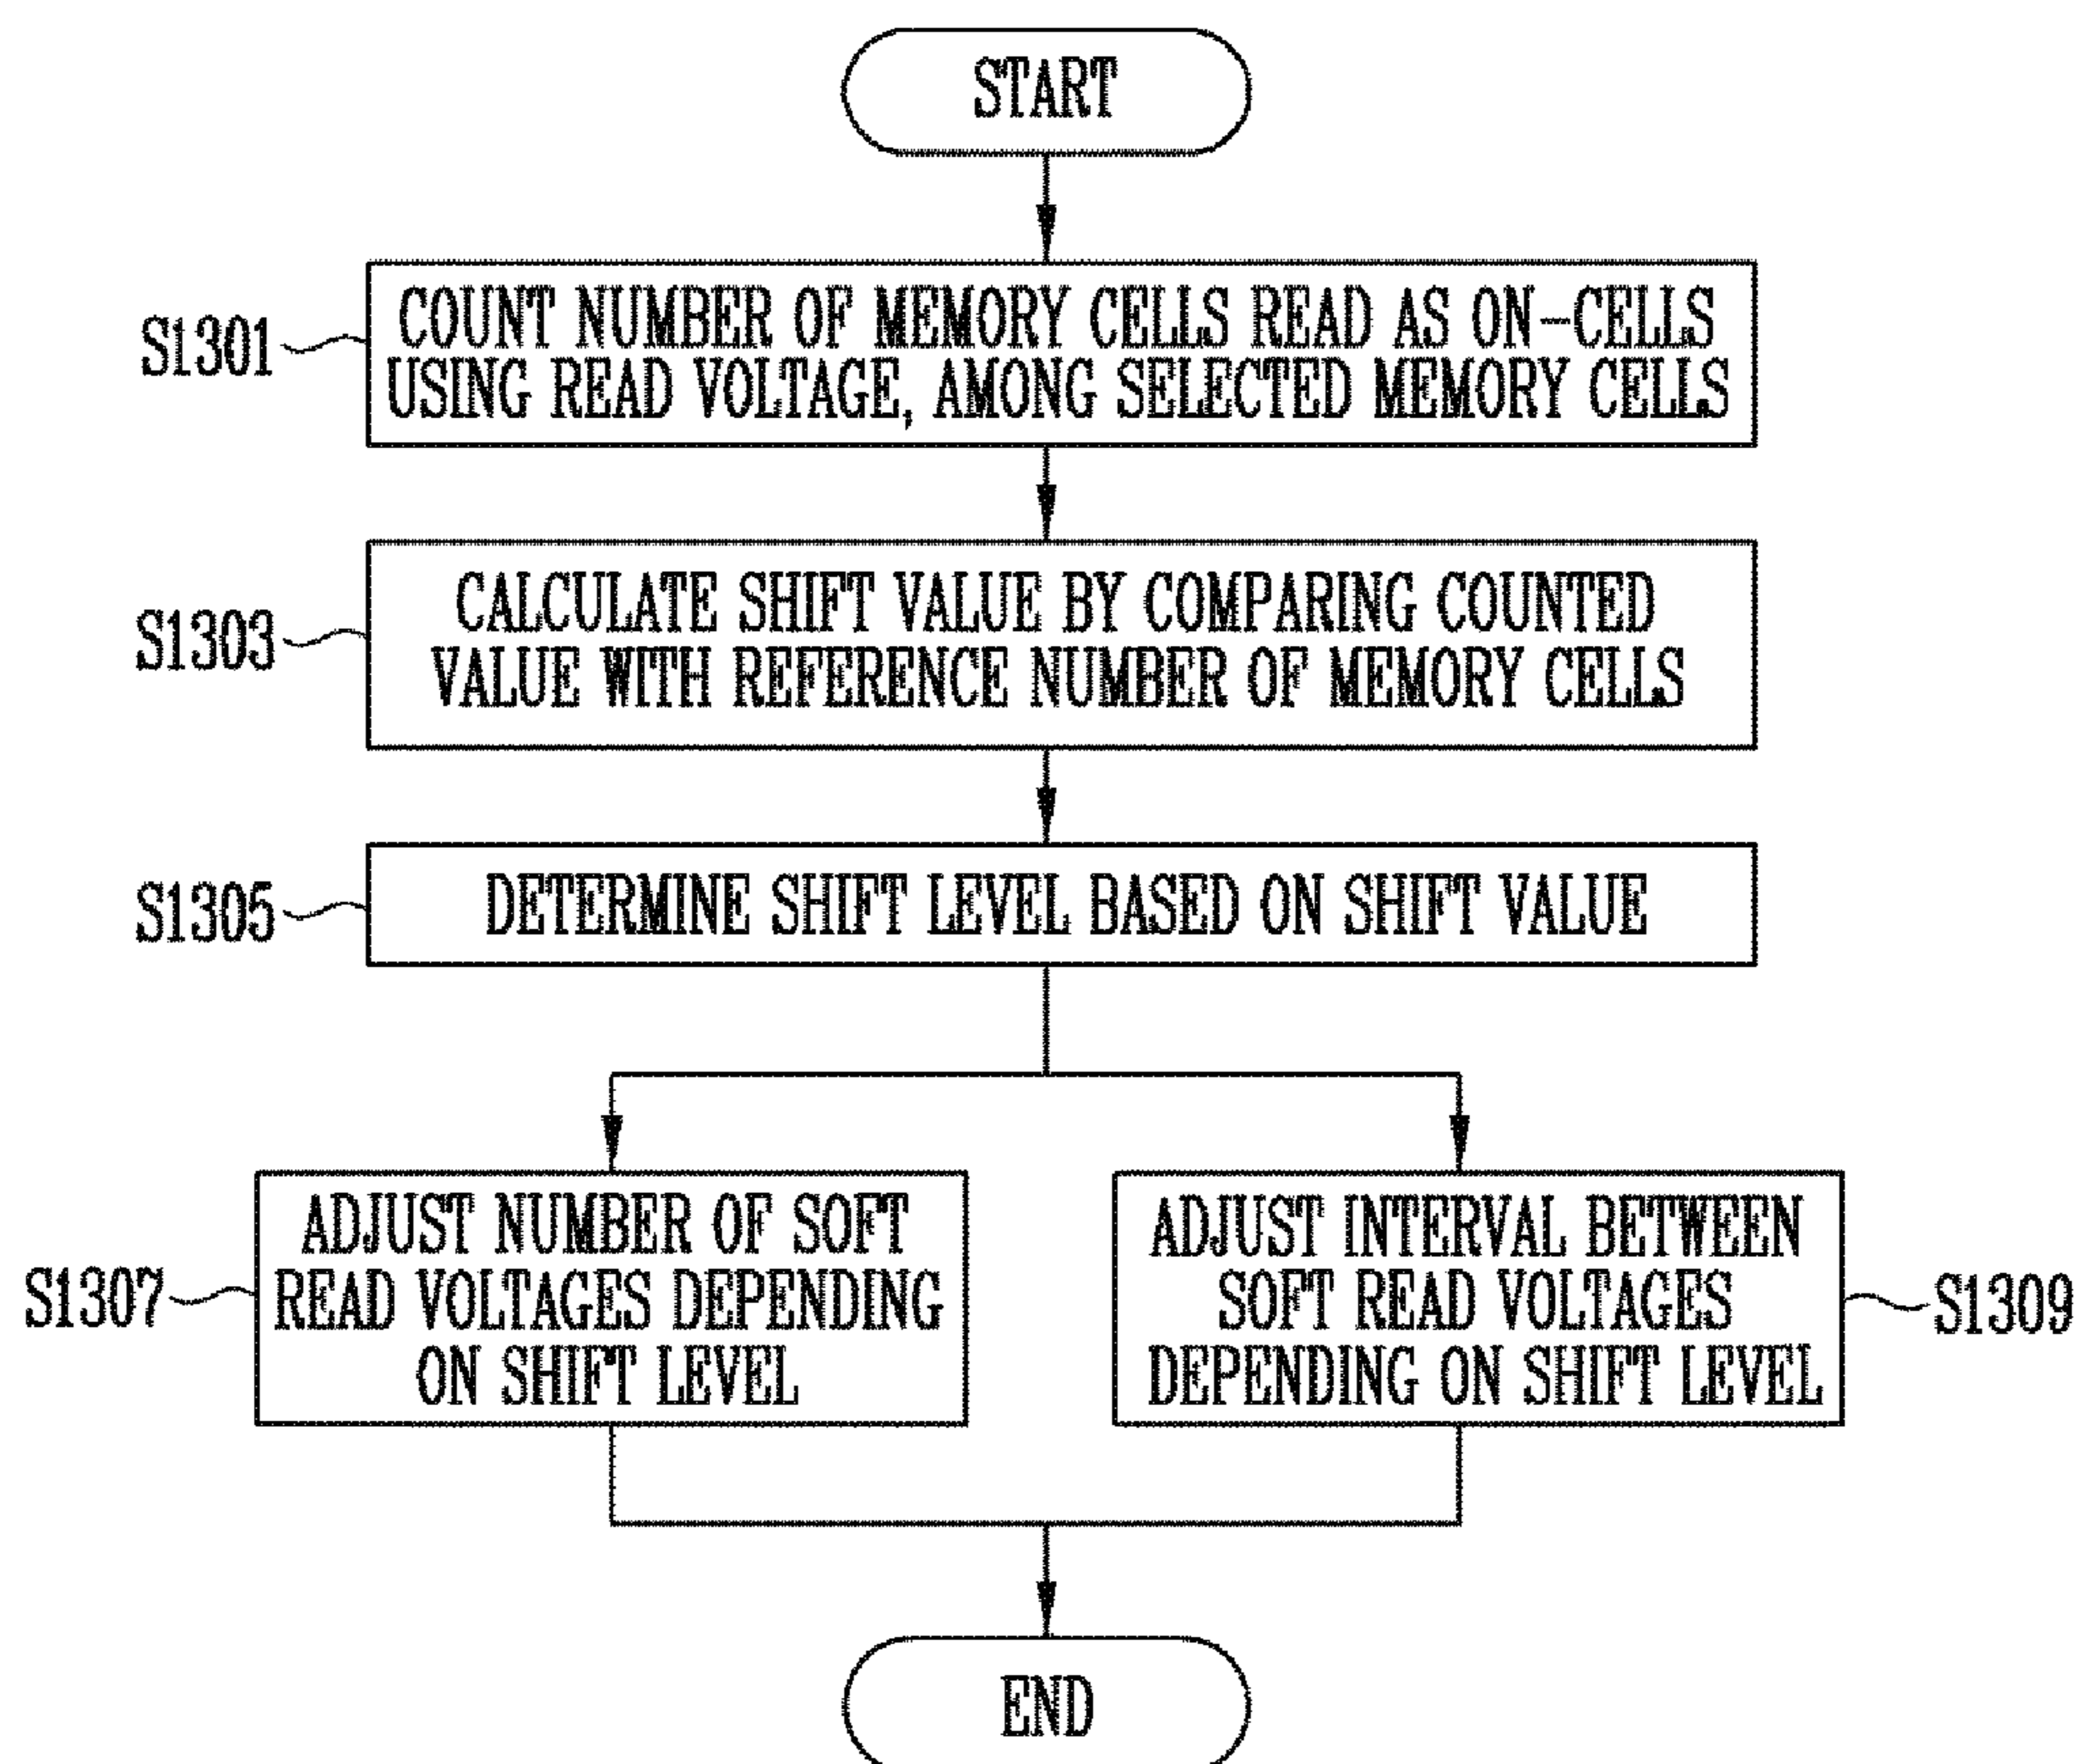 START
S1301
COUNT NUMBER OF MEMORY CELLS READ AS ON-CELLS
USING READ VOLTAGE, AMONG SELECTED MEMORY CELLS
S1303
CALCULATE SHIFT VALUE BY COMPARING COUNTED
VALUE WITH REFERENCE NUMBER OF MEMORY CELLS
S1305
DETERMINE SHIFT LEVEL BASED ON SHIFT VALUE
S1307
ADJUST NUMBER OF SOFT
READ VOLTAGES DEPENDING
ON SHIFT LEVEL
ADJUST INTERVAL BETWEEN
SOFT READ VOLTAGES
DEPENDING ON SHIFT LEVEL
S1309
END